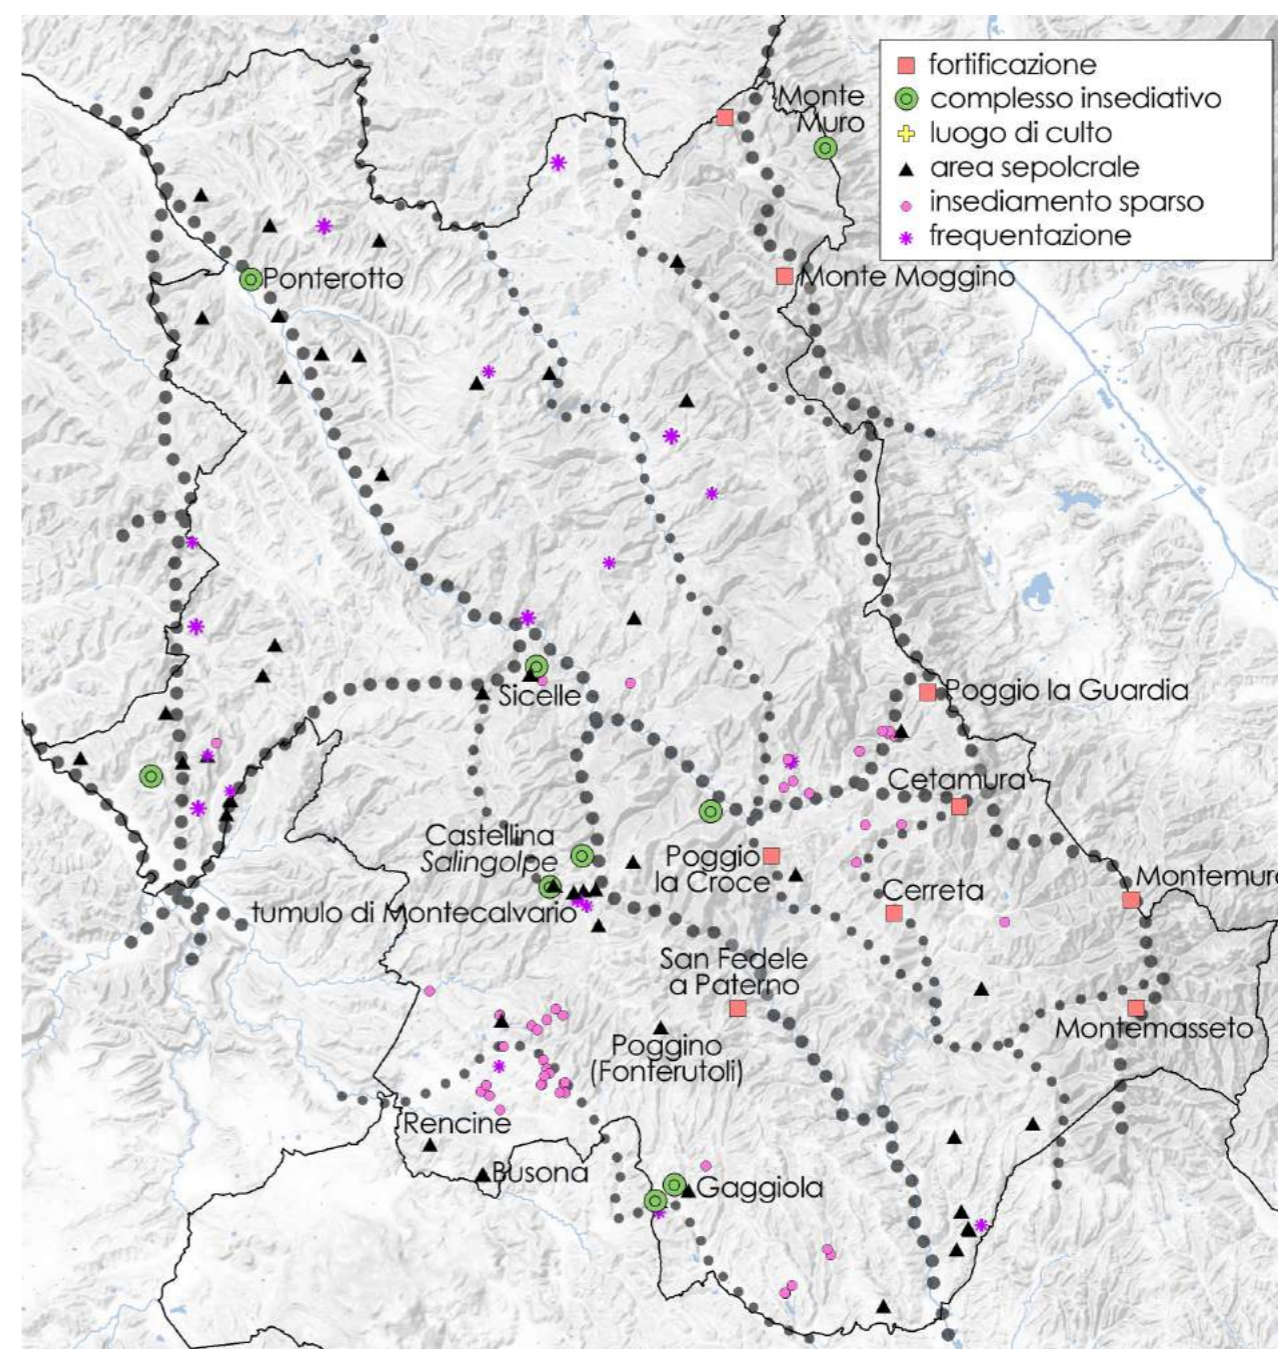 fortificazione
complesso insediativo
luogo di culto
area sepolcrale
insediamento sparso
frequentazione
Monte
Muro
Ponterotto
Monte Moggino
Sicelle
Poggio la Guardia
Cetamura
Castellina
Salingolpe
Poggio
la Croce
Cerreta
Montemuro
tumulo di Montecalvario
San Fedele
a Paterno
Montemasseto
Poggino
(Fonterutoli)
Rencine
Busona
Gaggiola